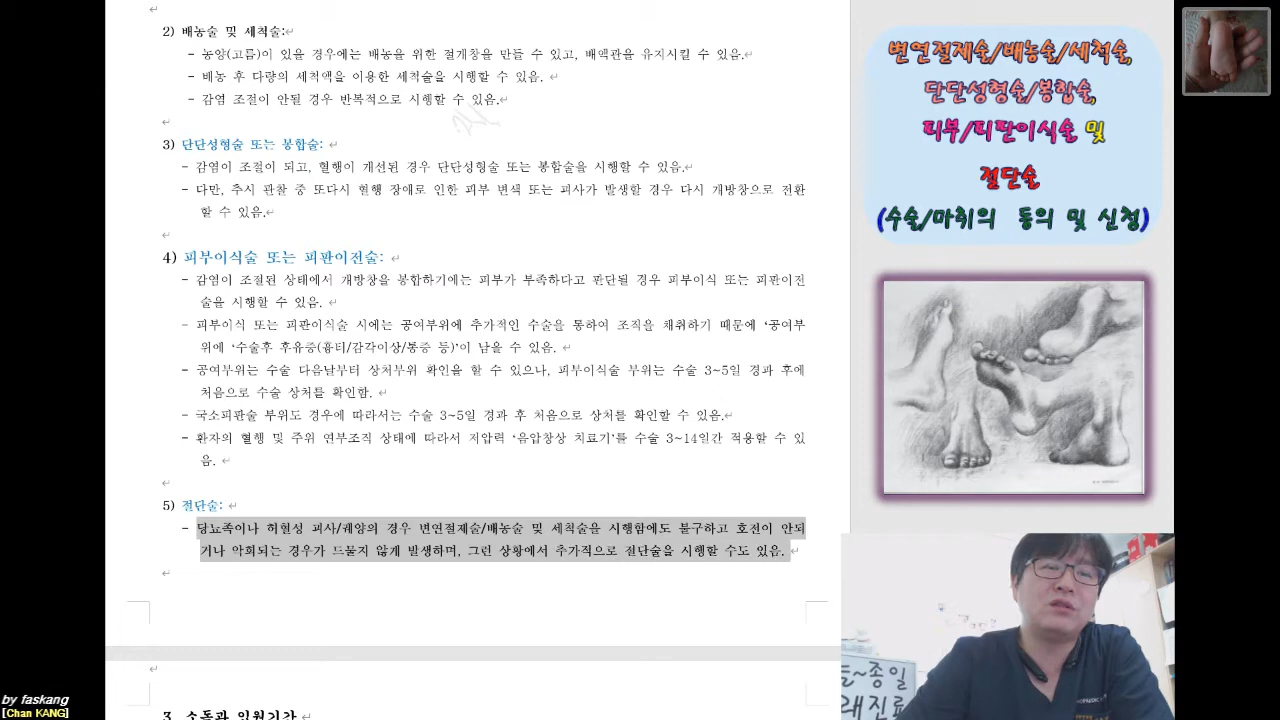 2) 배농술 및 세척술:
- 농양(고름)이 있을 경우에는 배농을 위한 절개창을 만들 수 있고, 배액관을 유지시킬 수 있음.
- 배농 후 다량의 세척액을 이용한 세척술을 시행할 수 있음.
- 감염 조절이 안될 경우 반복적으로 시행할 수 있음.
3) 단단성형술 또는 봉합술:
- 감염이 조절이 되고, 혈행이 개선된 경우 단단성형술 또는 봉합술을 시행할 수 있음.
- 다만, 추시 관찰 중 또다시 혈행 장애로 인한 피부 변색 또는 괴사가 발생할 경우 다시 개방창으로 전환
할 수 있음.
4) 피부이식술 또는 피판이전술:
- 감염이 조절된 상태에서 개방창을 봉합하기에는 피부가 부족하다고 판단될 경우 피부이식 또는 피판이전
술을 시행할 수 있음.
- 피부이식 또는 피판이식술 시에는 공여부위에 추가적인 수술을 통하여 조직을 채취하기 때문에 '공여부
위에 '수술후 후유증(흉터/감각이상/통증 등)'이 남을 수 있음.
- 공여부위는 수술 다음날부터 상처부위 확인을 할 수 있으나, 피부이식술 부위는 수술 3~5일 경과 후에
처음으로 수술 상처를 확인함.
- 국소피판술 부위도 경우에 따라서는 수술 3~5일 경과 후 처음으로 상처를 확인할 수 있음.
- 환자의 혈행 및 주위 연부조직 상태에 따라서 저압력 '음압창상 치료기'를 수술 3~14일간 적용할 수 있
음.
5) 절단술:
- 당뇨족이나 허혈성 괴사/궤양의 경우 변연절제술/배농술 및 세척술을 시행함에도 불구하고 호전이 안되
거나 악화되는 경우가 드물지 않게 발생하며, 그런 상황에서 추가적으로 절단술을 시행할 수도 있음.
3. 소독과 입원기간
변연절제술/배농술/세척술,
단단성형술/봉합술,
피부/피판이식술 및
절단술
(수술/마취의 동의 및 신청)
늘~종일
래진료
by faskang
[Chan KANG]